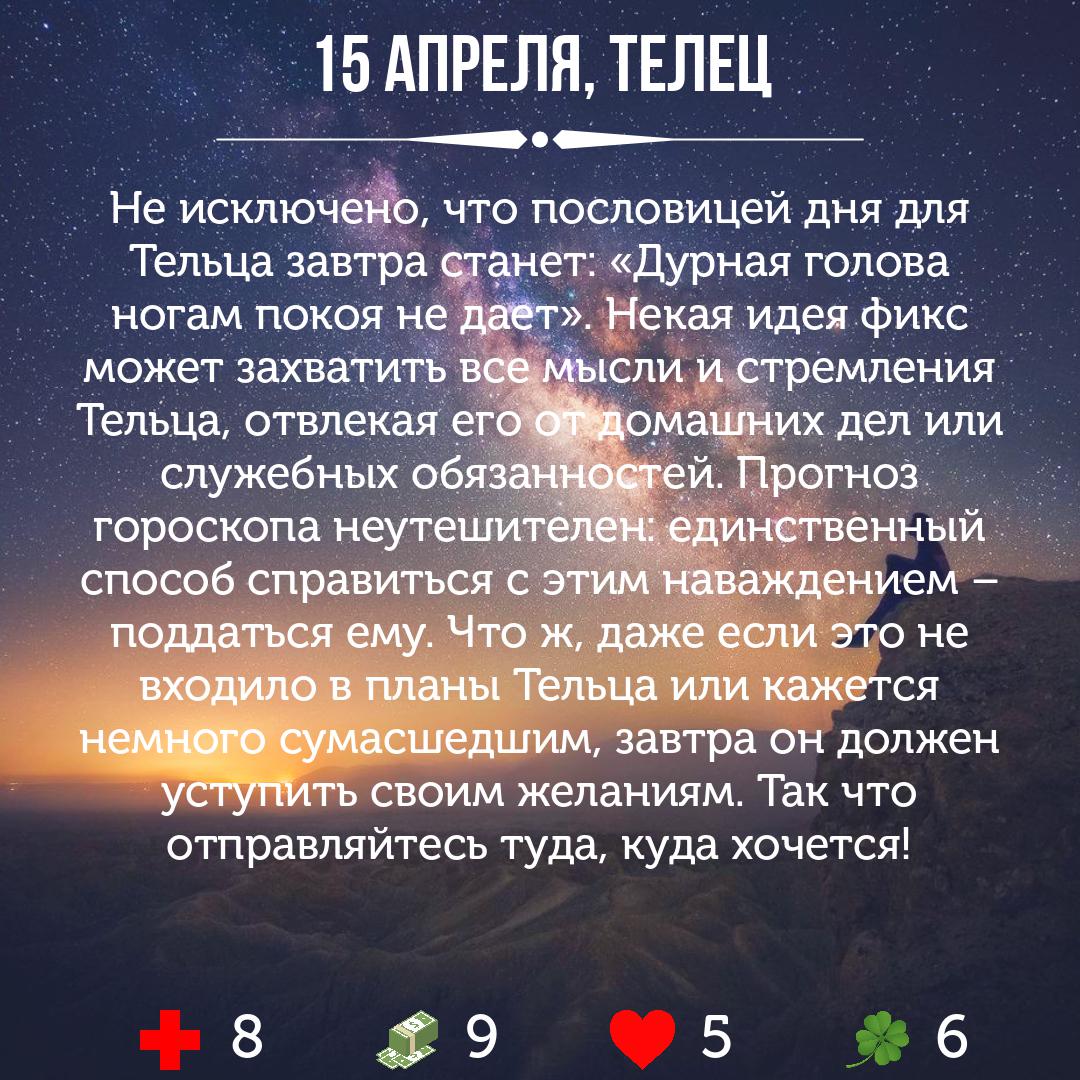 15 АПРЕЛЯ, ТЕЛЕЦ
Не исключено, что пословицей дня для
Тельца завтра станет: «Дурная голова
ногам покоя не дает». Некая идея фикс
может захватить все мысли и стремления
Тельца, отвлекая его от домашних дел или
служебных обязанностей. Прогноз
гороскопа неутешителен: единственный
способ справиться с этим наваждением –
поддаться ему. Что ж, даже если это не
входило в планы Тельца или кажется
немного сумасшедшим, завтра он должен
уступить своим желаниям. Так что
отправляйтесь туда, куда хочется!
8 9 5 6